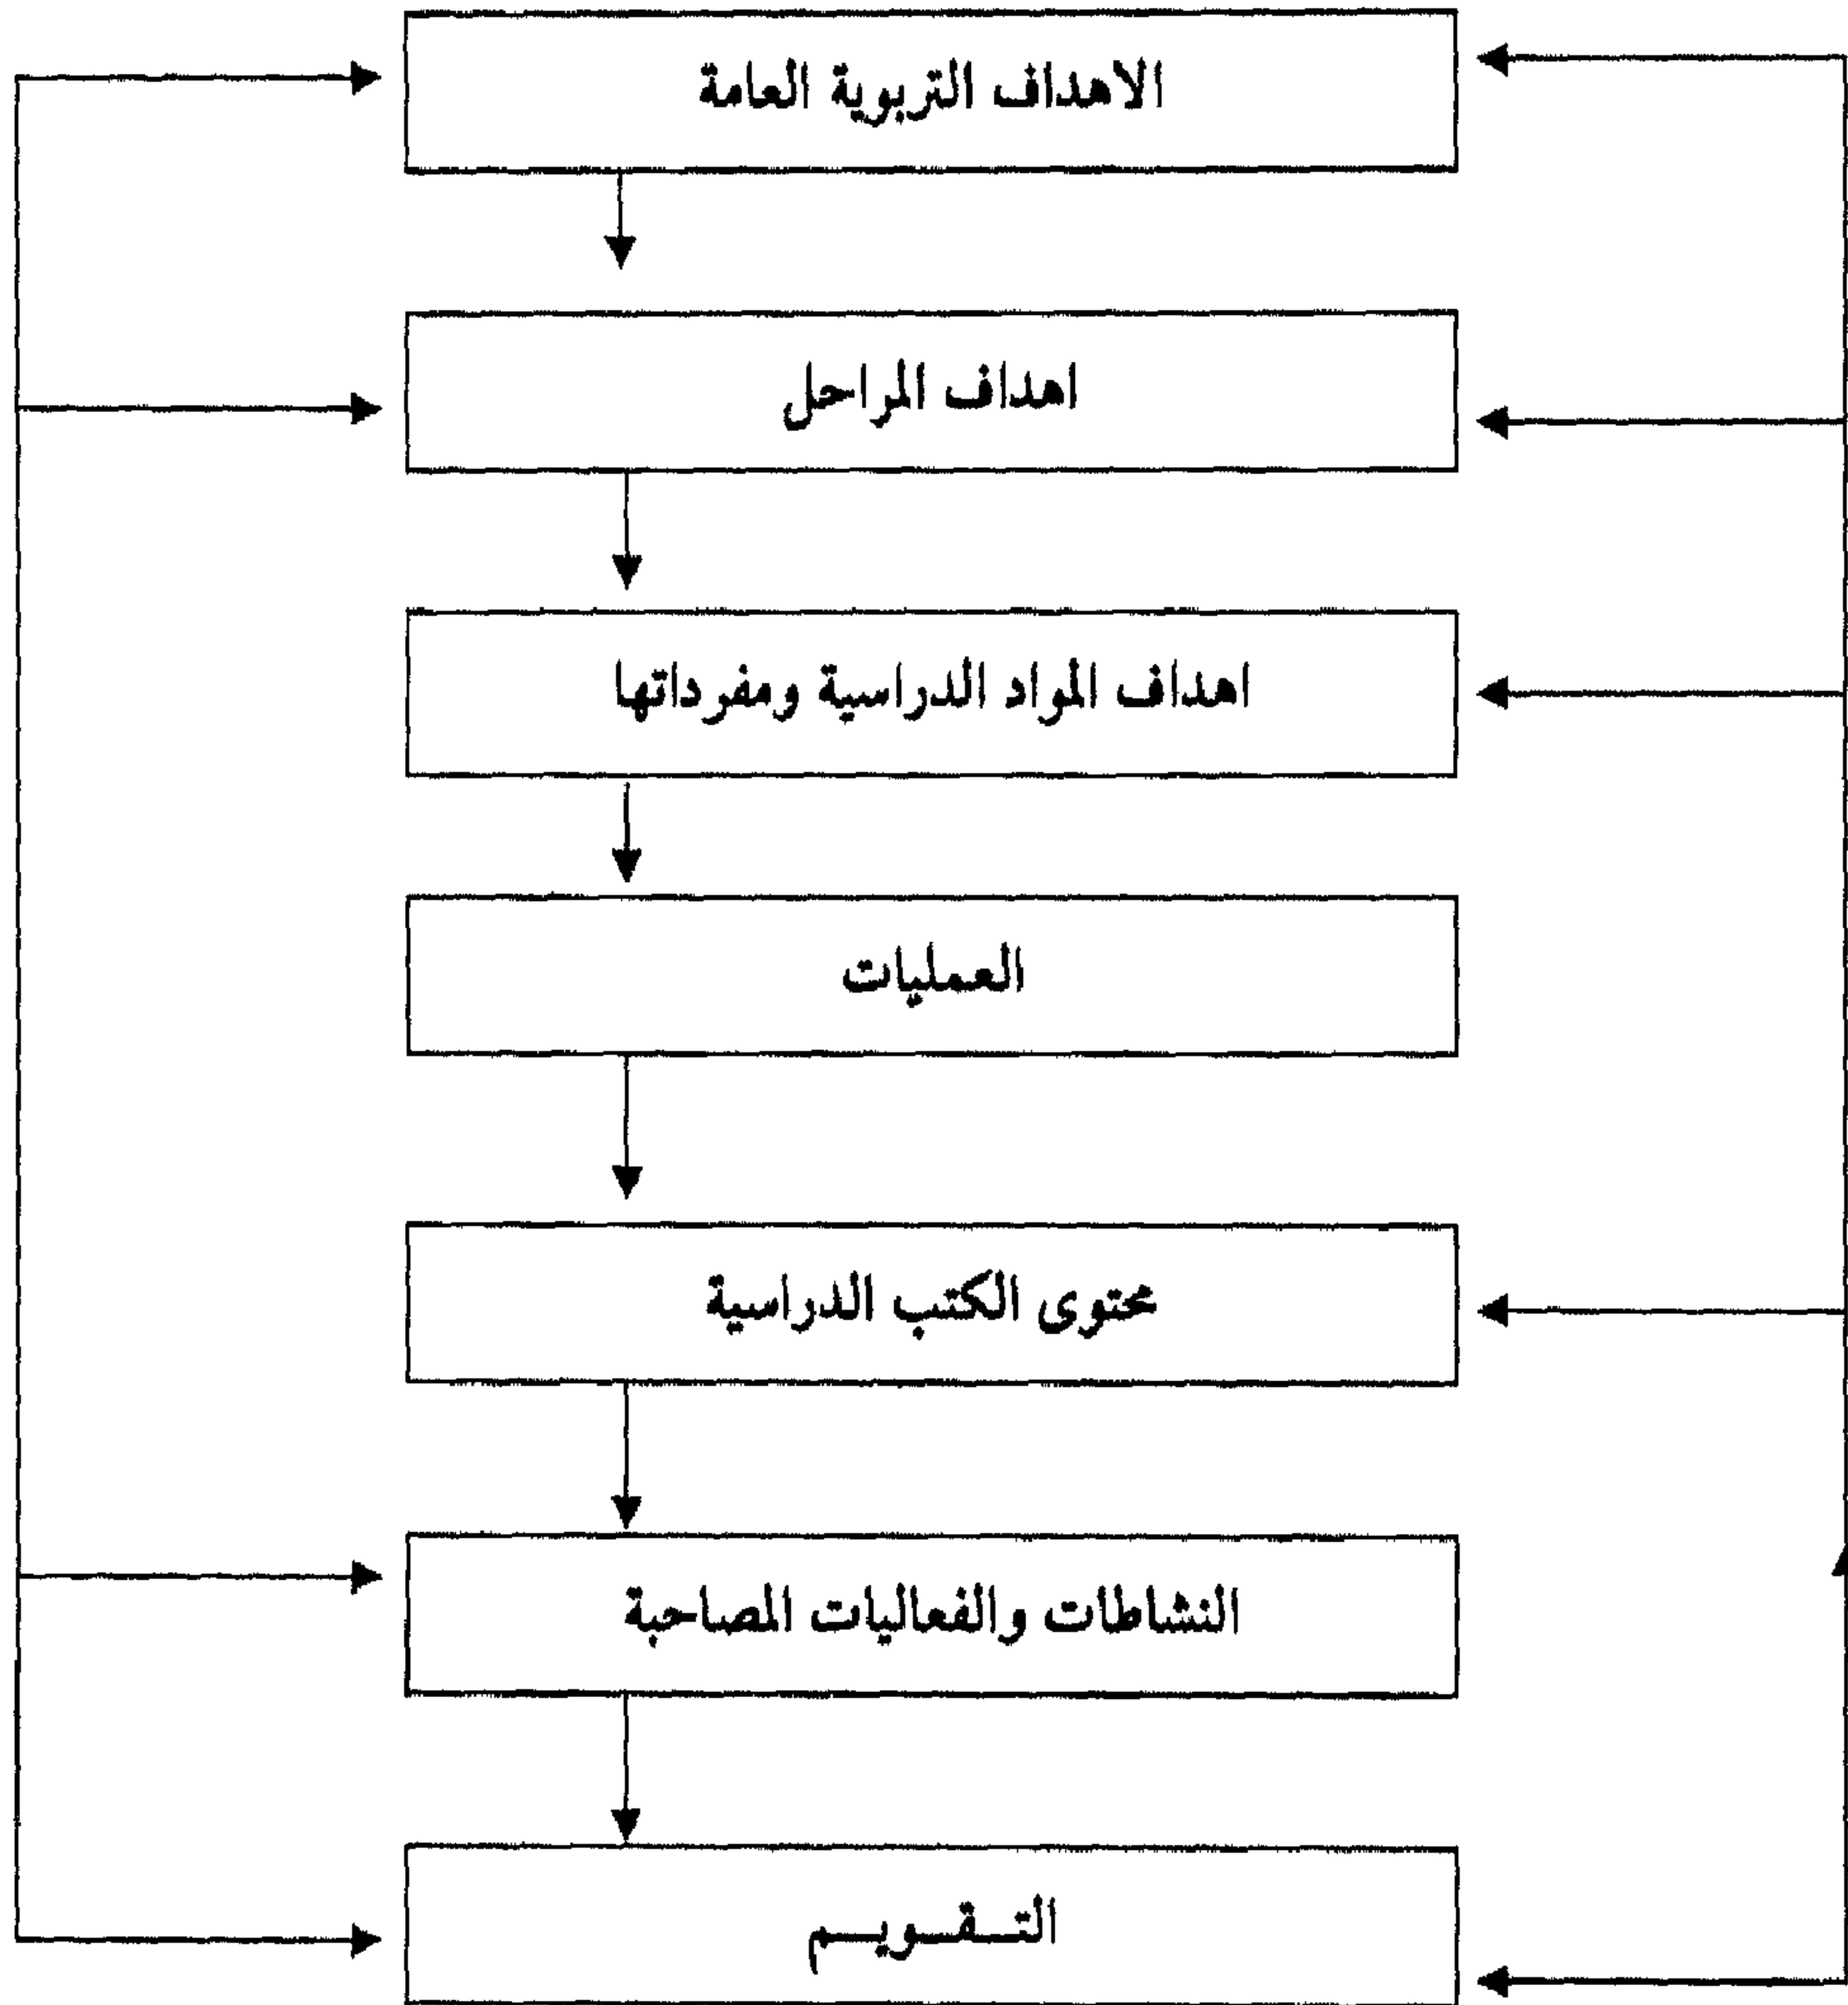 الاهداف التربوية العامة
اهداف المراحل
اهداف المواد الدراسية ومفرداتها
العمليات
محتوى الكتب الدراسية
النشاطات والفعاليات المصاحبة
التـقـويـم